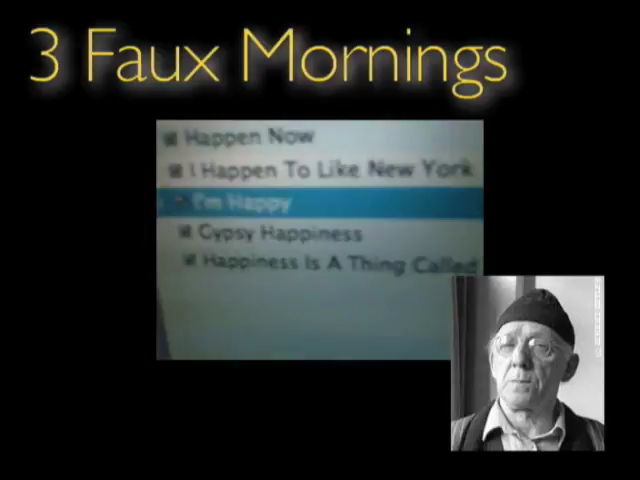 3 Faux Mornings
Happen Now
I Happen To Like New York
I'm Happy
Gypsy Happiness
Happiness Is A Thing Called